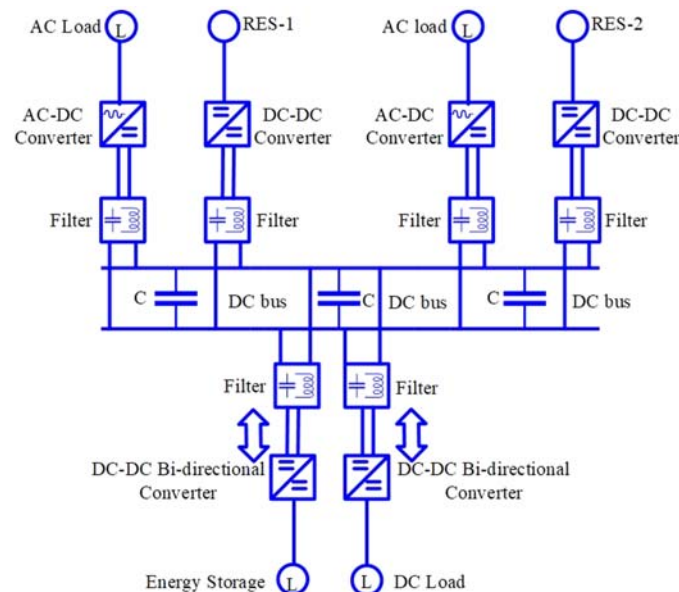 AC Load L RES-1 AC load L RES-2
AC-DC Converter
DC-DC Converter
AC-DC Converter
DC-DC Converter
Filter Filter Filter Filter
C DC bus C DC bus C DC bus
Filter Filter
DC-DC Bi-directional Converter
DC-DC Bi-directional Converter
Energy Storage L L DC Load